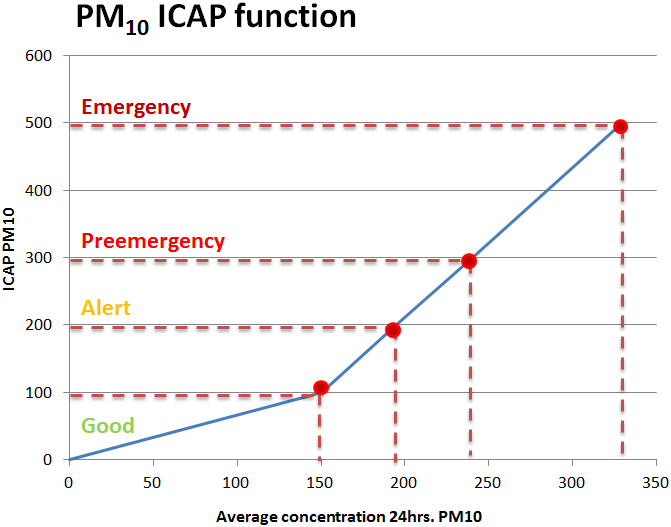 PM10 ICAP function
600
Emergency
500
400
300
Preemergency
200
Alert
100
Good
0
ICAP PM10
0 50 100 150 200 250 300 350
Average concentration 24hrs. PM10